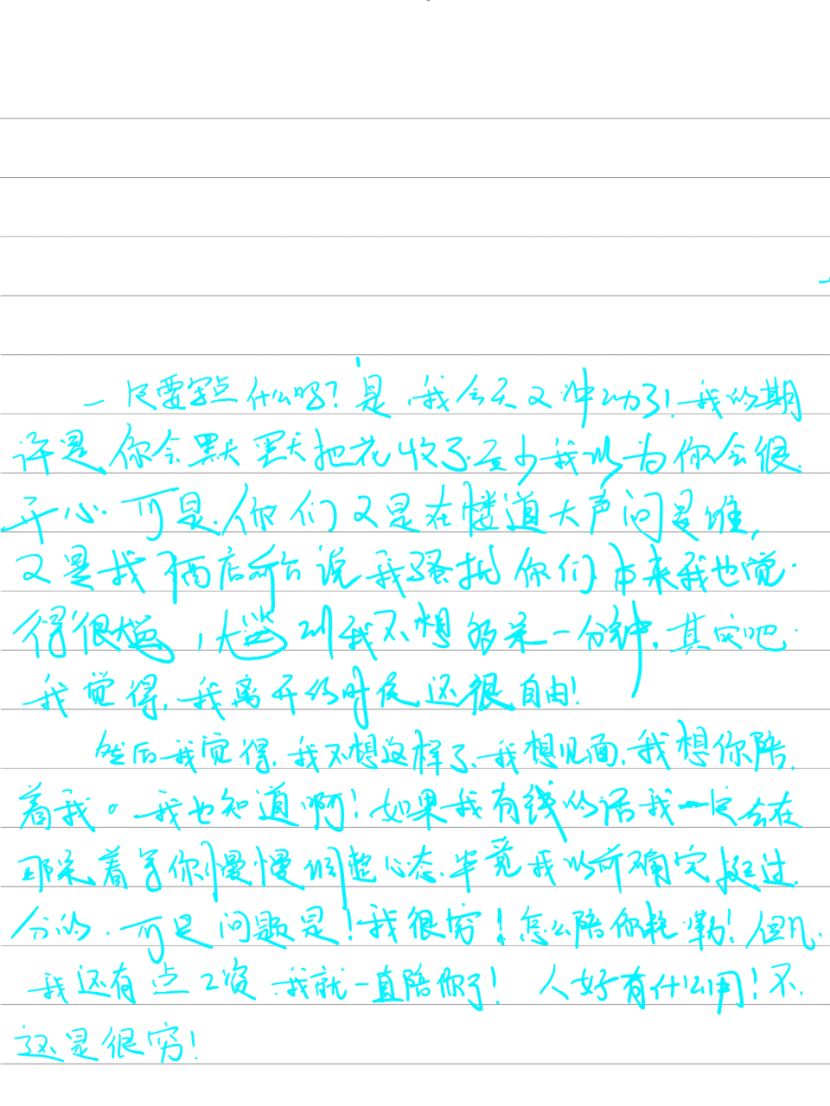 一定要写点什么吗?是,我今天又冲动了!我的期
许是,你会默默把花收了.至少我以为你会很.
开心.可是.你们又是在楼道大声问是谁,
又是找酒店前台说我骚扰你们.本来我也觉.
得很尴,大 叫我不想多呆一分钟.其实吧.
我觉得,我离开的时候还很自由!
然后我觉得,我不想这样了,我想见面,我想你陪.
着我。我也知道啊!如果我有钱的话我一定会在
那呆着等你慢慢调整心态.毕竟我以前确实挺过.
分的.可是问题是!我很穷!怎么陪你耗 !但凡.
我还有点工资.我就一直陪你了!人好有什么用!不.
还是很穷!